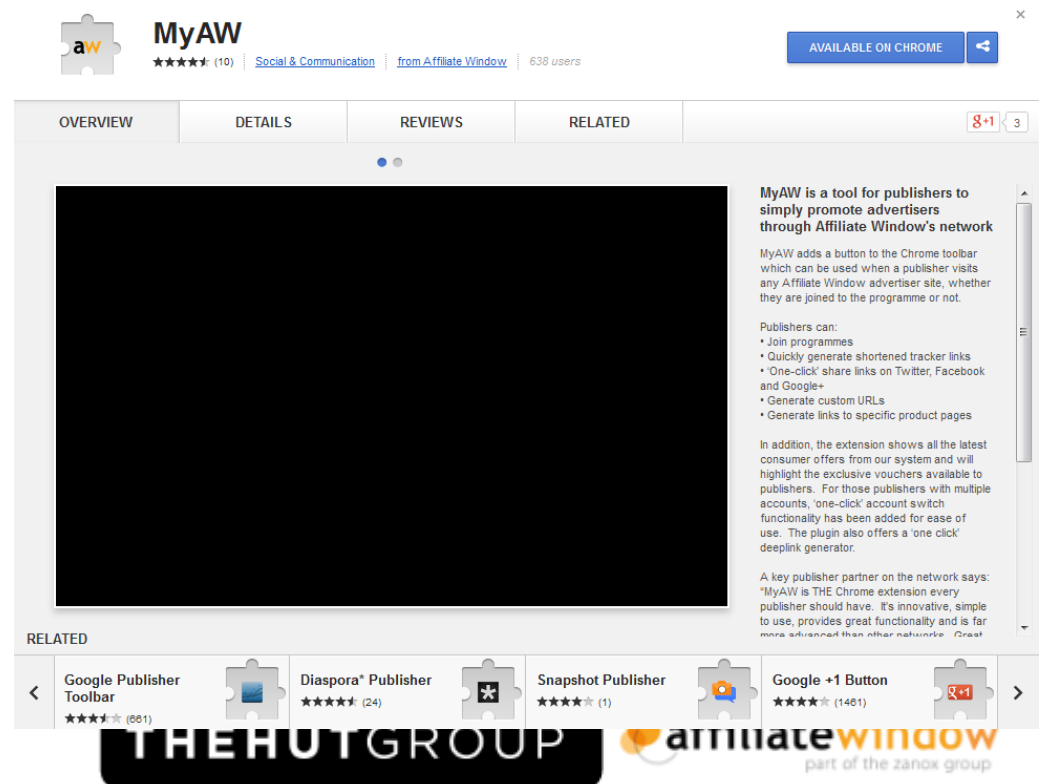 aw
MyAW
(10) Social & Communication from Affiliate Window 638 users
AVAILABLE ON CHROME
OVERVIEW DETAILS REVIEWS RELATED
g+1 3
MyAW is a tool for publishers to
simply promote advertisers
through Affiliate Window's network
MyAW adds a button to the Chrome toolbar
which can be used when a publisher visits
any Affiliate Window advertiser site, whether
they are joined to the programme or not.
Publishers can:
• Join programmes
• Quickly generate shortened tracker links
• 'One-click' share links on Twitter, Facebook
and Google+
• Generate custom URLs
• Generate links to specific product pages
In addition, the extension shows all the latest
consumer offers from our system and will
highlight the exclusive vouchers available to
publishers. For those publishers with multiple
accounts, 'one-click' account switch
functionality has been added for ease of
use. The plugin also offers a 'one click'
deeplink generator.
A key publisher partner on the network says:
"MyAW is THE Chrome extension every
publisher should have. It's innovative, simple
to use, provides great functionality and is far
more advanced than other networks. Great
RELATED
Google Publisher
Toolbar
(661)
Diaspora* Publisher
(24)
Snapshot Publisher
(1)
Google +1 Button
(1461)
g+1
THEHUTGROUP
affiliatewindow
part of the zanox group